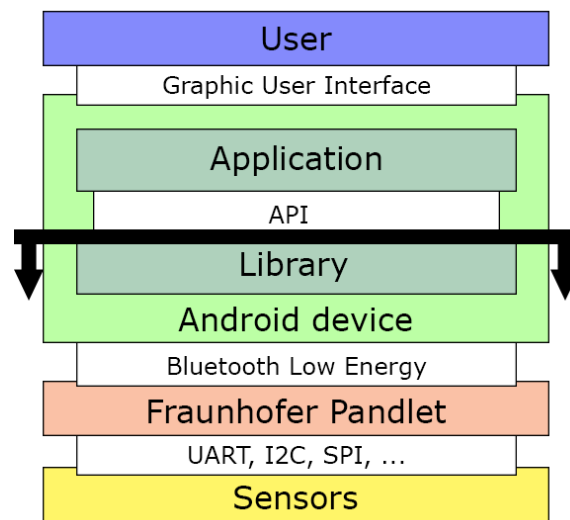 User
Graphic User Interface
Application
API
Library
Android device
Bluetooth Low Energy
Fraunhofer Pandlet
UART, I2C, SPI, ...
Sensors